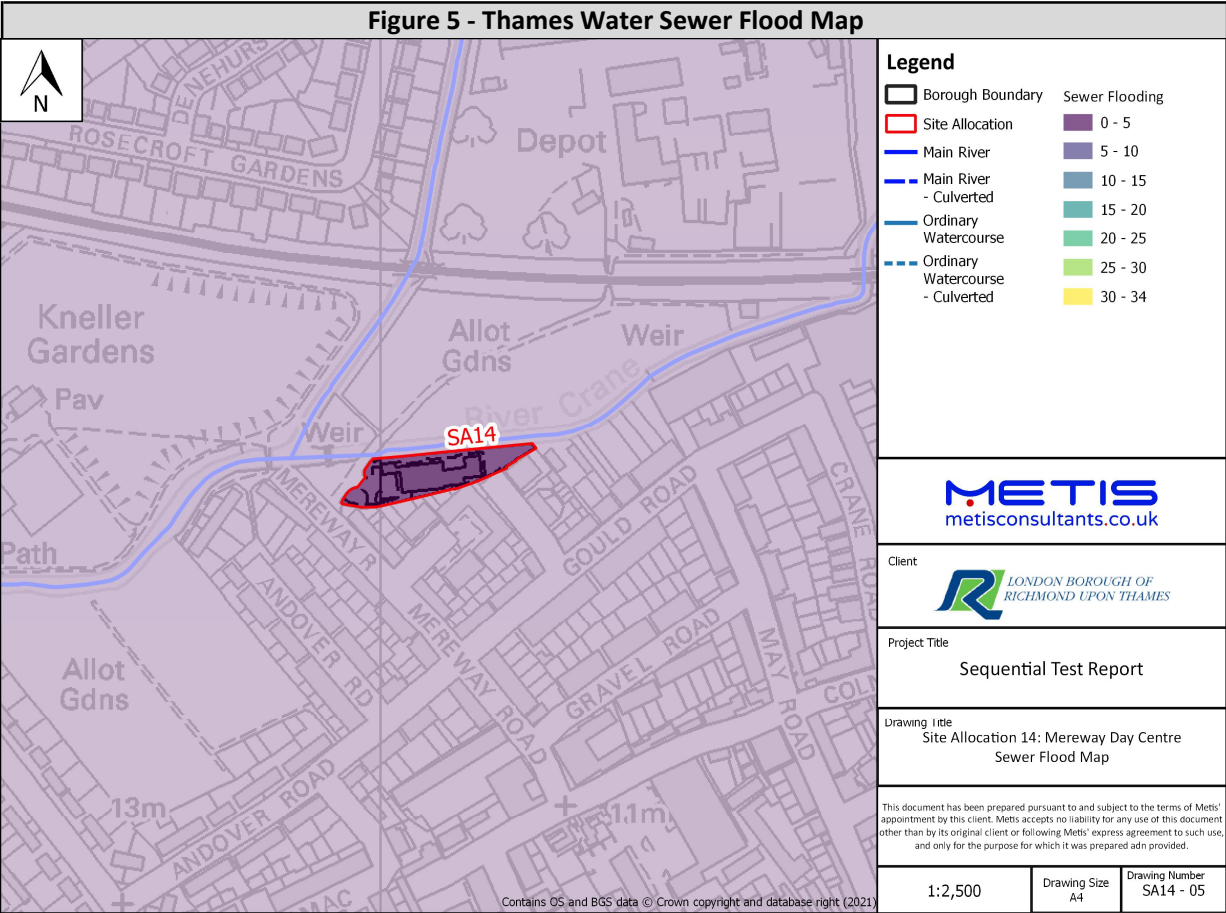 Figure 5 - Thames Water Sewer Flood Map
N
DENEHURS
ROSECROFT GARDENS
Depot
Kneller
Gardens
Allot
Gdns
Weir
Pav
River Crane
Weir
SA14
MEREWAY R
GOULD ROAD
CRANE ROAD
Path
ANDOVER RD
MEREWAY ROAD
GRAVEL ROAD
MAY ROAD
COLN
Allot
Gdns
13m
ANDOVER ROAD
11m
MAC
Contains OS and BGS data © Crown copyright and database right (2021)
Legend
Borough Boundary
Site Allocation
Main River
Main River
- Culverted
Ordinary
Watercourse
Ordinary
Watercourse
- Culverted
Sewer Flooding
0 - 5
5 - 10
10 - 15
15 - 20
20 - 25
25 - 30
30 - 34
METIS
metisconsultants.co.uk
Client
LONDON BOROUGH OF
RICHMOND UPON THAMES
Project Title
Sequential Test Report
Drawing Title
Site Allocation 14: Mereway Day Centre
Sewer Flood Map
This document has been prepared pursuant to and subject to the terms of Metis'
appointment by this client. Metis accepts no liability for any use of this document
other than by its original client or following Metis' express agreement to such use,
and only for the purpose for which it was prepared adn provided.
1:2,500
Drawing Size
A4
Drawing Number
SA14 - 05